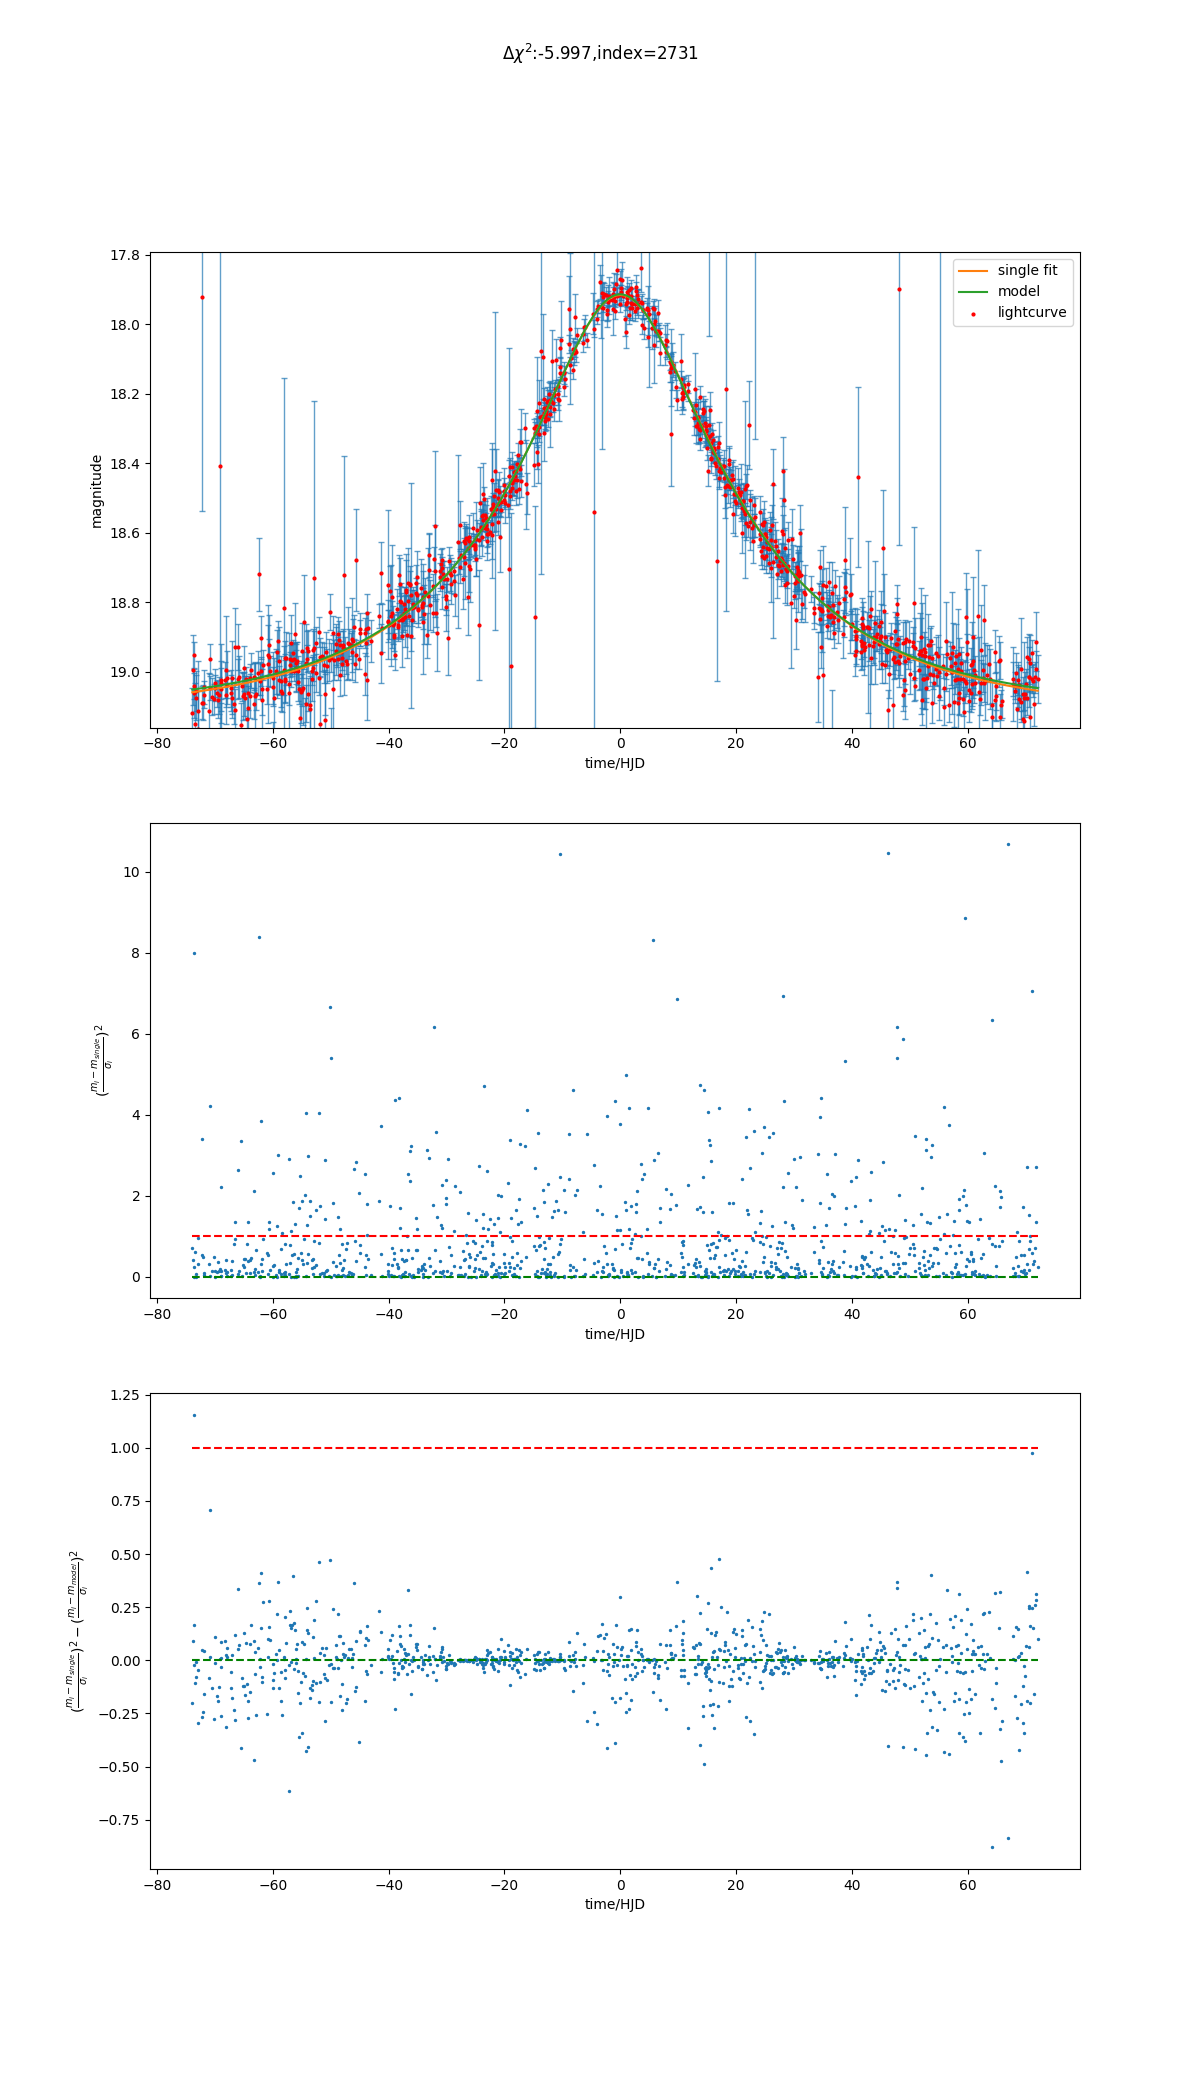 Δχ²:-5.997,index=2731
17.8
18.0
18.2
18.4
18.6
18.8
19.0
magnitude
single fit
model
lightcurve
−80 −60 −40 −20 0 20 40 60
time/HJD
10
8
6
4
2
0
(\frac{m_i − m_{single}}{σ_i})²
−80 −60 −40 −20 0 20 40 60
time/HJD
1.25
1.00
0.75
0.50
0.25
0.00
−0.25
−0.50
−0.75
(\frac{m_i − m_{single}}{σ_i})² − (\frac{m_i − m_{model}}{σ_i})²
−80 −60 −40 −20 0 20 40 60
time/HJD